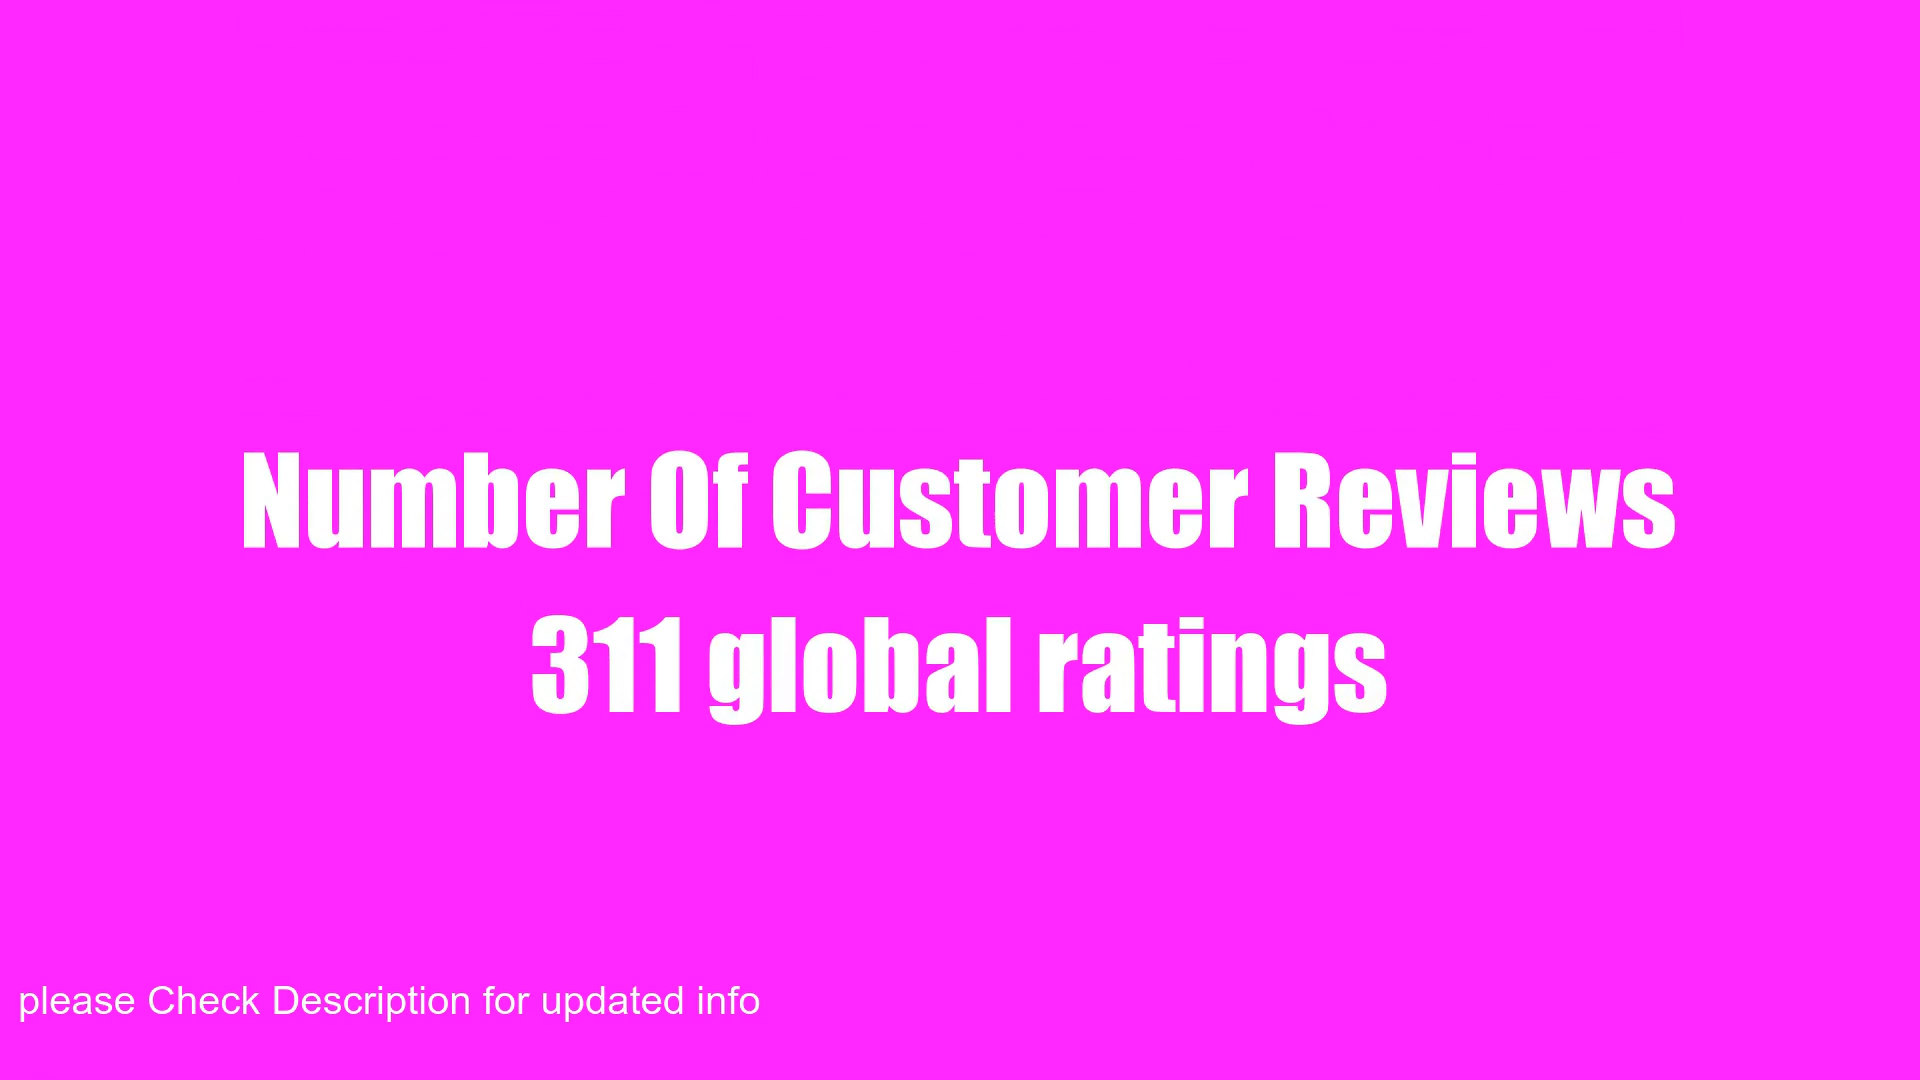 Number Of Customer Reviews
311 global ratings
please Check Description for updated info